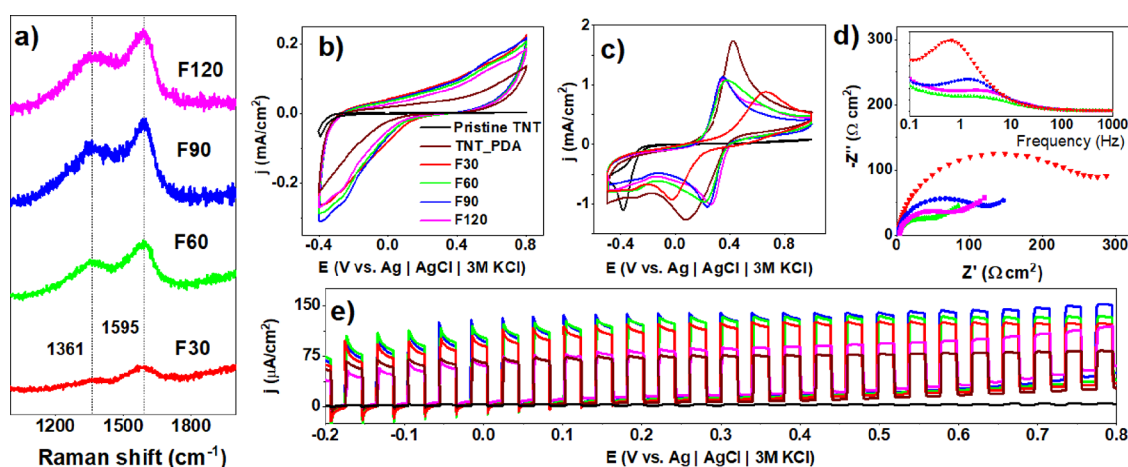 a)
F120
F90
F60
1595
1361
F30
1200 1500 1800
Raman shift (cm⁻¹)
b)
0.2
0.0
-0.2
j (mA/cm²)
Pristine TNT
TNT_PDA
F30
F60
F90
F120
-0.4 0.0 0.4 0.8
E (V vs. Ag | AgCl | 3M KCl)
c)
2
1
0
-1
j (mA/cm²)
-0.4 0.0 0.4 0.8
E (V vs. Ag | AgCl | 3M KCl)
d)
300
200
100
0
-Z'' (Ω cm²)
0.1 1 10 100 1000
Frequency (Hz)
0 100 200 300
Z' (Ω cm²)
e)
150
75
0
j (µA/cm²)
-0.2 -0.1 0.0 0.1 0.2 0.3 0.4 0.5 0.6 0.7 0.8
E (V vs. Ag | AgCl | 3M KCl)